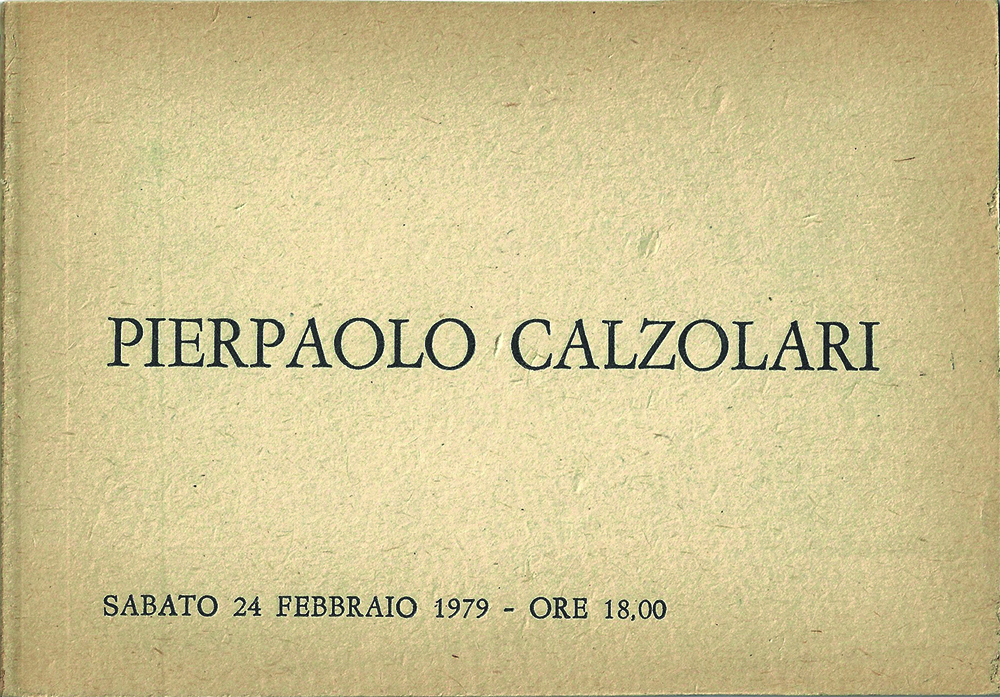 PIERPAOLO CALZOLARI
SABATO 24 FEBBRAIO 1979 - ORE 18,00